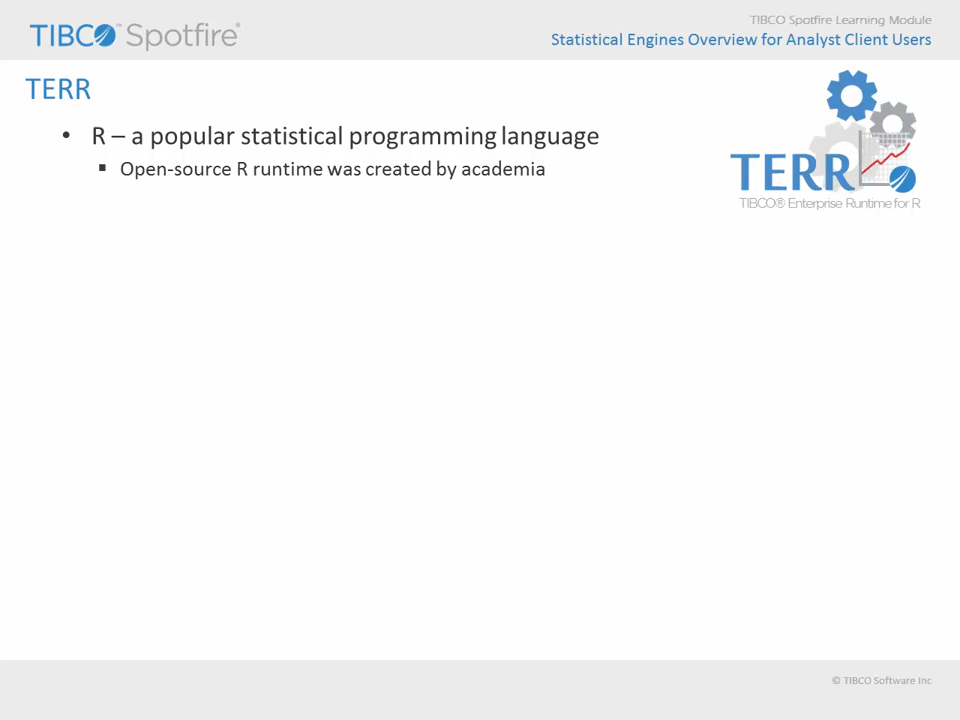 TIBCO™ Spotfire®
TIBCO Spotfire Learning Module
Statistical Engines Overview for Analyst Client Users
TERR
• R – a popular statistical programming language
▪ Open-source R runtime was created by academia
TERR
TIBCO® Enterprise Runtime for R
© TIBCO Software Inc